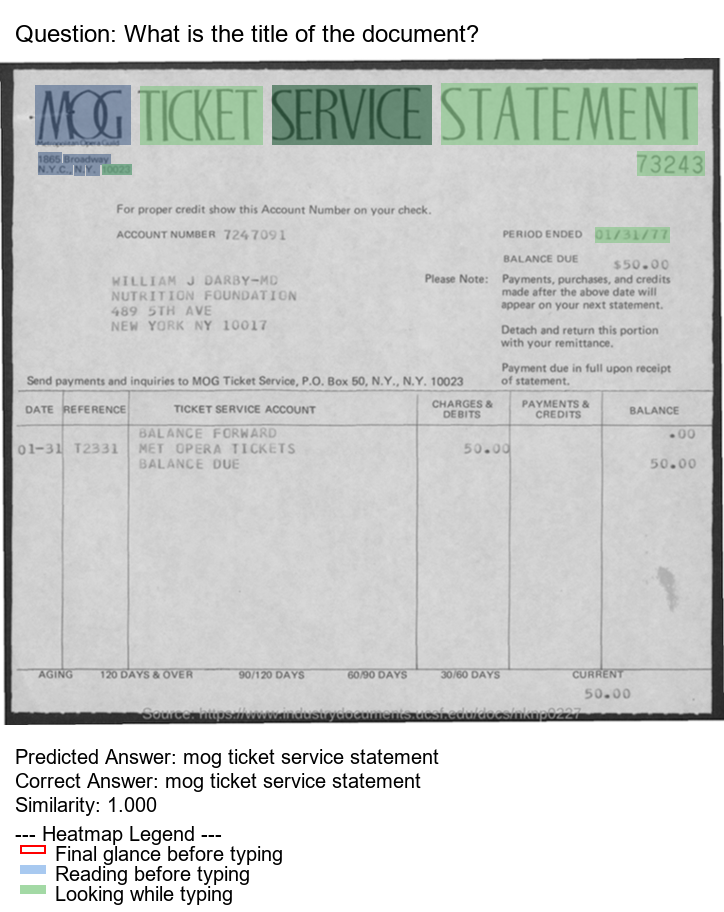 Question: What is the title of the document?
MOG TICKET SERVICE STATEMENT
Metropolitan Opera Guild
1865 Broadway
N.Y.C., N.Y. 10023
73243
For proper credit show this Account Number on your check.
ACCOUNT NUMBER 7247091
PERIOD ENDED 01/31/77
BALANCE DUE $50.00
WILLIAM J DARBY-MD
NUTRITION FOUNDATION
489 5TH AVE
NEW YORK NY 10017
Please Note: Payments, purchases, and credits
made after the above date will
appear on your next statement.
Detach and return this portion
with your remittance.
Payment due in full upon receipt
of statement.
Send payments and inquiries to MOG Ticket Service, P.O. Box 50, N.Y., N.Y. 10023
DATE REFERENCE TICKET SERVICE ACCOUNT CHARGES & DEBITS PAYMENTS & CREDITS BALANCE
BALANCE FORWARD .00
01-31 T2331 MET OPERA TICKETS 50.00
BALANCE DUE 50.00
AGING 120 DAYS & OVER 90/120 DAYS 60/90 DAYS 30/60 DAYS CURRENT
50.00
Source: https://www.industrydocuments.ucsf.edu/docs/nknp0227
Predicted Answer: mog ticket service statement
Correct Answer: mog ticket service statement
Similarity: 1.000
--- Heatmap Legend ---
Final glance before typing
Reading before typing
Looking while typing